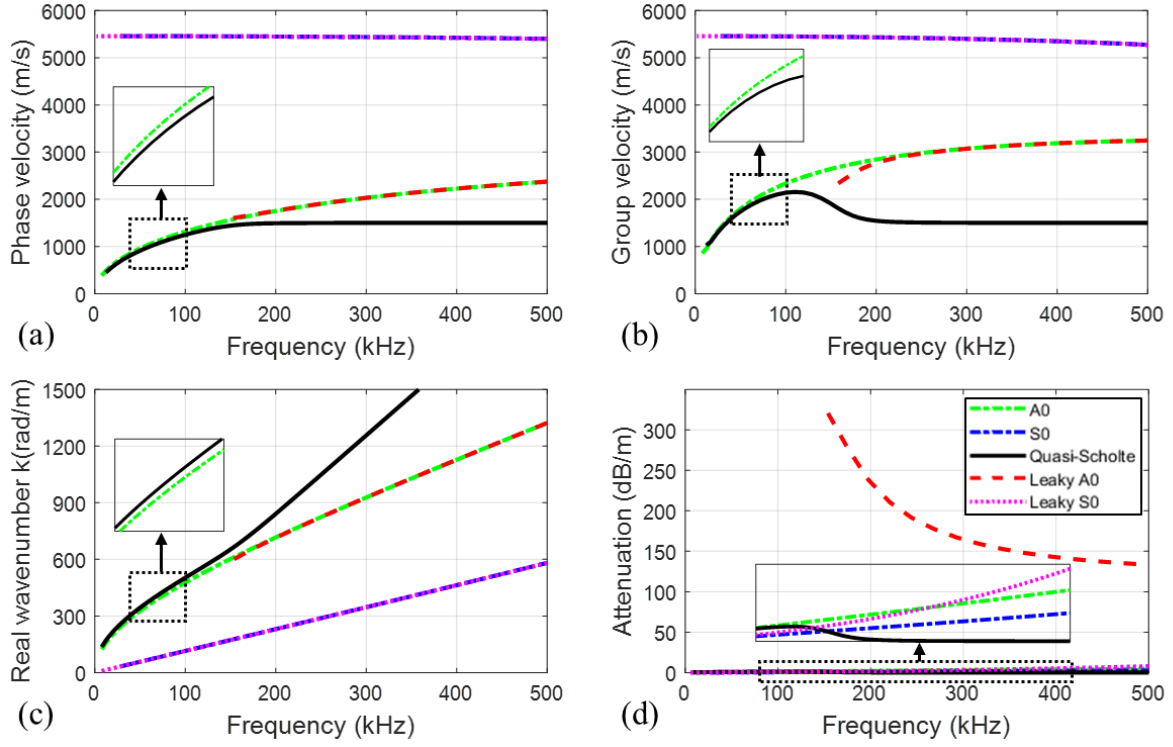 6000
5000
4000
3000
2000
1000
0
0 100 200 300 400 500
Phase velocity (m/s)
Frequency (kHz)
(a)
6000
5000
4000
3000
2000
1000
0
0 100 200 300 400 500
Group velocity (m/s)
Frequency (kHz)
(b)
1500
1200
900
600
300
0
0 100 200 300 400 500
Real wavenumber k(rad/m)
Frequency (kHz)
(c)
A0
S0
Quasi-Scholte
Leaky A0
Leaky S0
300
250
200
150
100
50
0
0 100 200 300 400 500
Attenuation (dB/m)
Frequency (kHz)
(d)